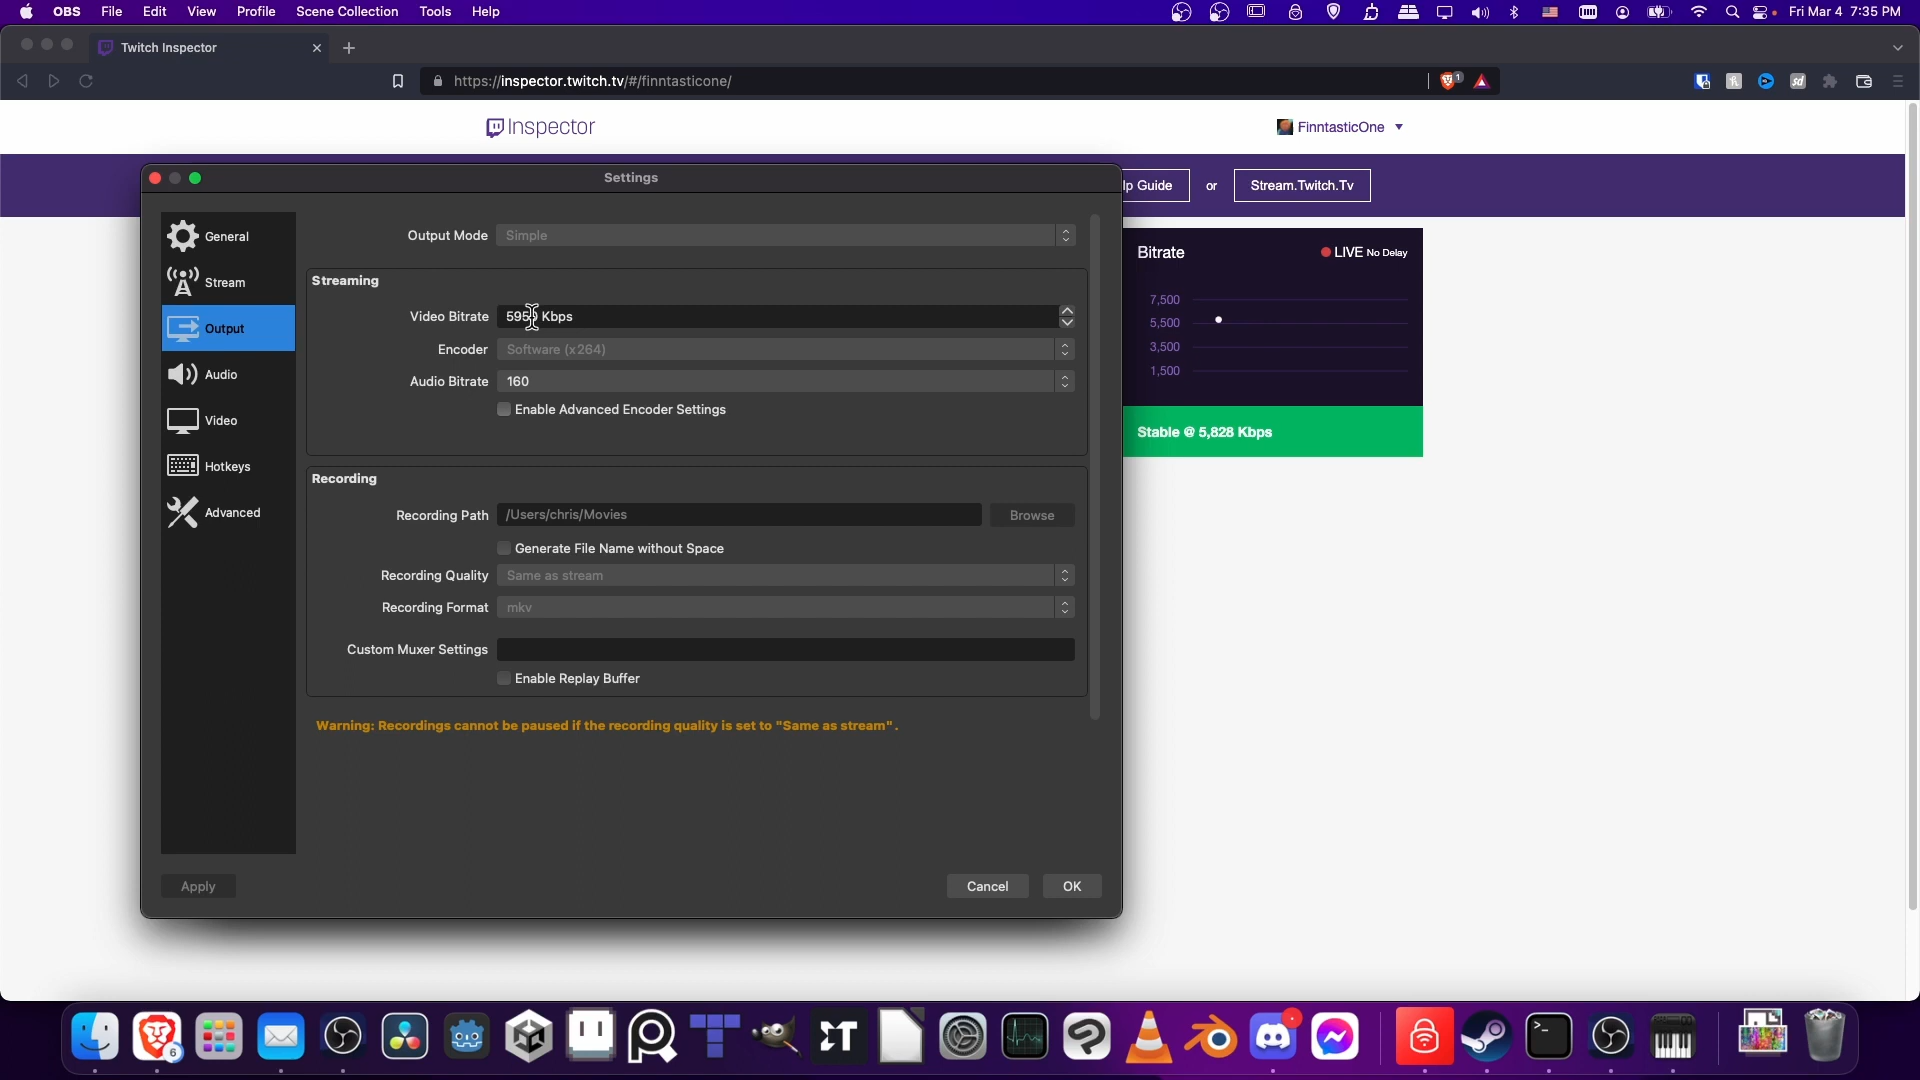 OBS File Edit View Profile Scene Collection Tools Help Fri Mar 4 7:35 PM
Twitch Inspector
https://inspector.twitch.tv/#/finntasticone/ 1
Inspector FinntasticOne
Settings
lp Guide or Stream.Twitch.Tv
General
Stream
Output
Audio
Video
Hotkeys
Advanced
Output Mode Simple
Streaming
Video Bitrate Kbps
Encoder Software (x264)
Audio Bitrate 160
Enable Advanced Encoder Settings
Recording
Recording Path /Users/chris/Movies Browse
Generate File Name without Space
Recording Quality Same as stream
Recording Format mkv
Custom Muxer Settings
Enable Replay Buffer
Warning: Recordings cannot be paused if the recording quality is set to "Same as stream".
Apply Cancel OK
Bitrate LIVE No Delay
7,500
5,500
3,500
1,500
Stable @ 5,828 Kbps
6